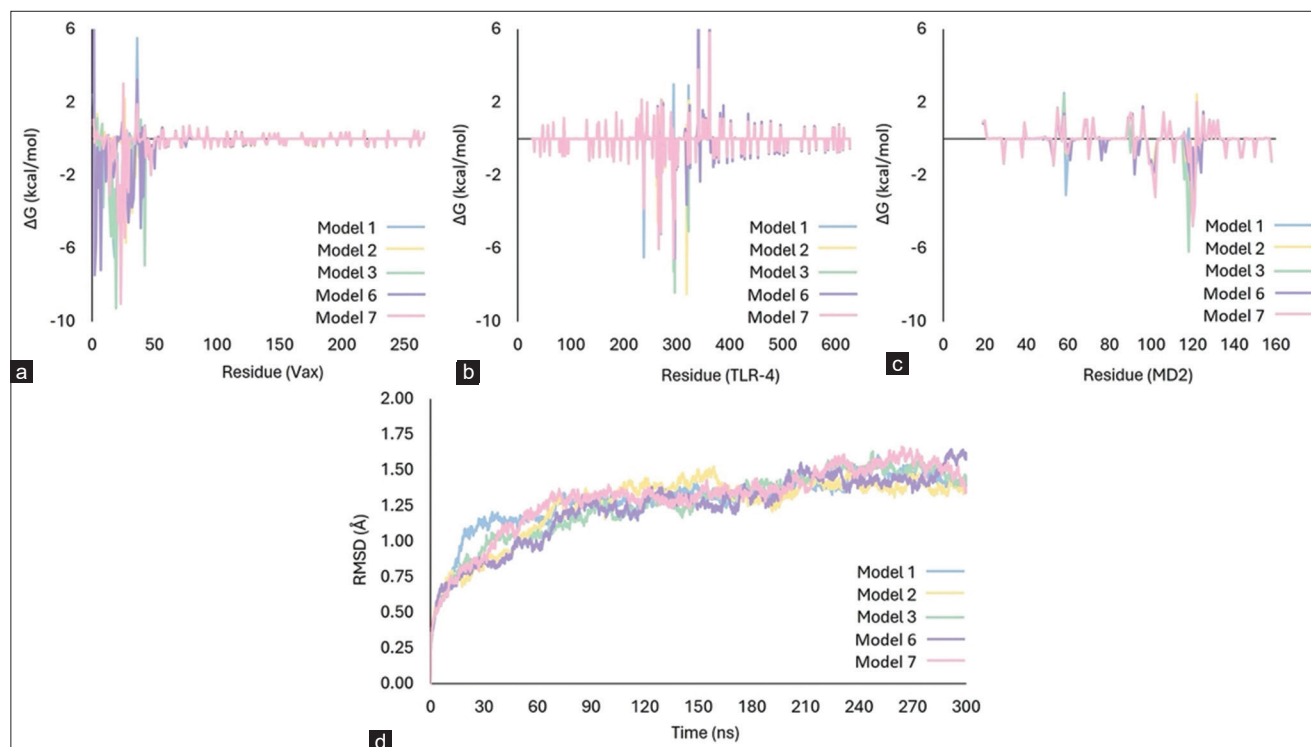 6
2
-2
-6
-10
ΔG (kcal/mol)
Model 1
Model 2
Model 3
Model 6
Model 7
0 50 100 150 200 250
Residue (Vax)
a
6
2
-2
-6
-10
ΔG (kcal/mol)
Model 1
Model 2
Model 3
Model 6
Model 7
0 100 200 300 400 500 600
Residue (TLR-4)
b
6
2
-2
-6
-10
ΔG (kcal/mol)
Model 1
Model 2
Model 3
Model 6
Model 7
0 20 40 60 80 100 120 140 160
Residue (MD2)
c
2.00
1.75
1.50
1.25
1.00
0.75
0.50
0.25
0.00
RMSD (Å)
Model 1
Model 2
Model 3
Model 6
Model 7
0 30 60 90 120 150 180 210 240 270 300
Time (ns)
d